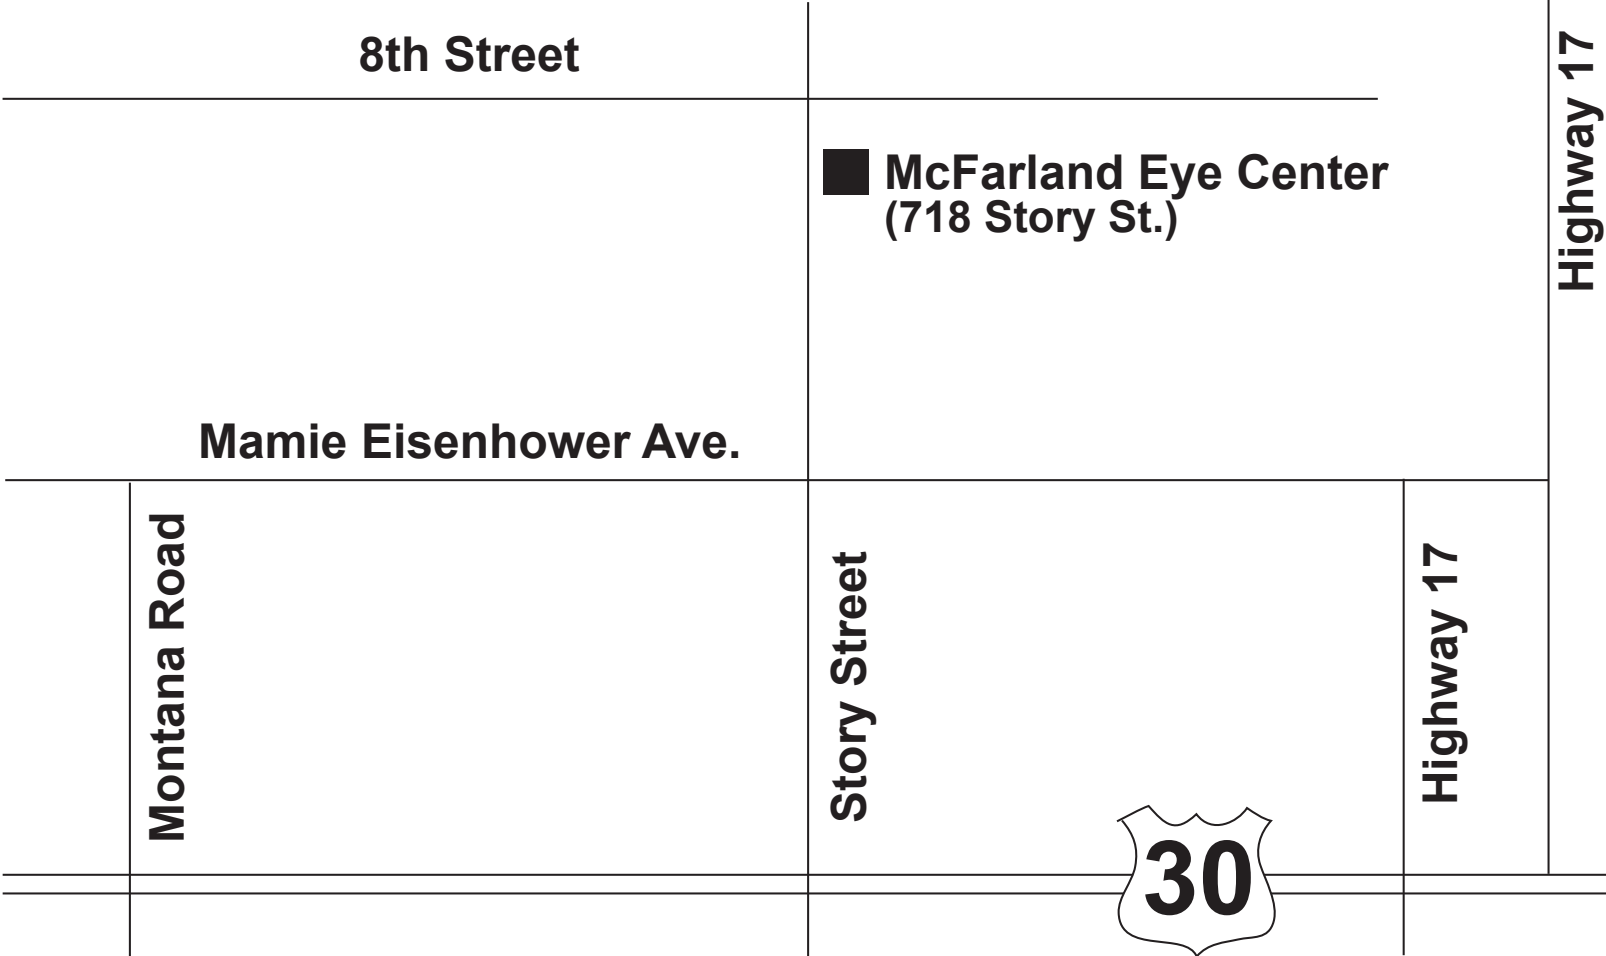 8th Street
Highway 17
McFarland Eye Center
(718 Story St.)
Mamie Eisenhower Ave.
Montana Road
Story Street
Highway 17
30